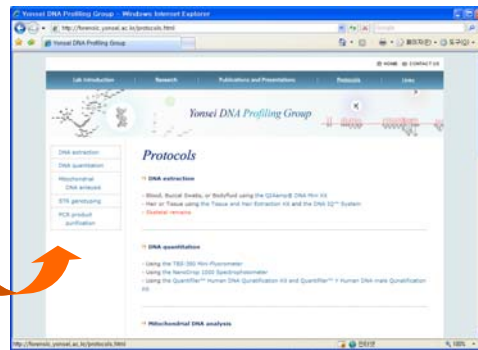 Yonsei DNA Profiling Group - Windows Internet Explorer
http://forensic.yonsei.ac.kr/protocols.html
Yonsei DNA Profiling Group
HOME CONTACT US
Lab Introduction Research Publications and Presentations Protocols Links
Yonsei DNA Profiling Group
DNA extraction
DNA quantitation
Mitochondrial
DNA analysis
STR genotyping
PCR product
purification
Protocols
DNA extraction
- Blood, Buccal Swabs, or Bodyfluid using the QIAamp® DNA Mini Kit
- Hair or Tissue using the Tissue and Hair Extraction Kit and the DNA IQ™ System
- Skeletal remains
DNA quantitation
- Using the TBS-380 Mini-Fluorometer
- Using the NanoDrop 1000 Spectrophotometer
- Using the Quantifiler™ Human DNA Quantification Kit and Quantifiler™ Y Human DNA male Quantification
Kit
Mitochondrial DNA analysis
http://forensic.yonsei.ac.kr/protocols.html
인터넷
100%